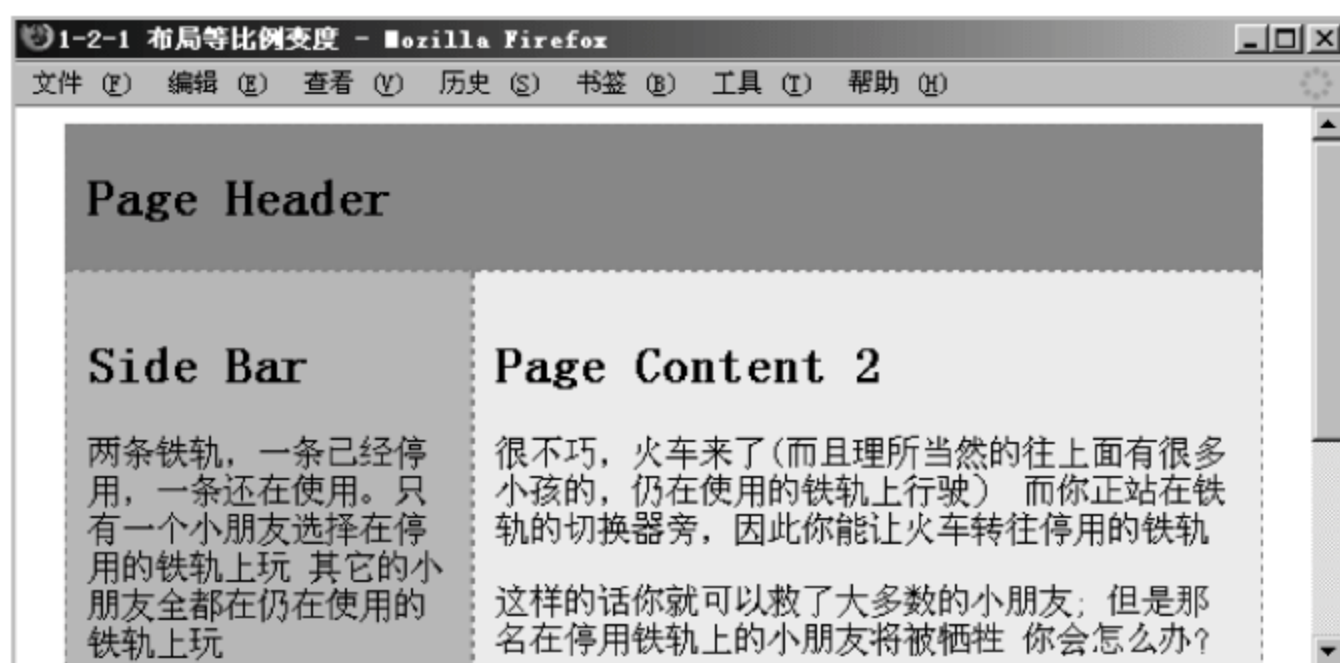 1-2-1 布局等比例变度 - Mozilla Firefox
文件 (F) 编辑 (E) 查看 (V) 历史 (S) 书签 (B) 工具 (T) 帮助 (H)
Page Header
Side Bar
两条铁轨，一条已经停
用，一条还在使用。只
有一个小朋友选择在停
用的铁轨上玩 其它的小
朋友全都在仍在使用的
铁轨上玩
Page Content 2
很不巧，火车来了(而且理所当然的往上面有很多
小孩的，仍在使用的铁轨上行驶) 而你正站在铁
轨的切换器旁，因此你能让火车转往停用的铁轨
这样的话你就可以救了大多数的小朋友；但是那
名在停用铁轨上的小朋友将被牺牲 你会怎么办？